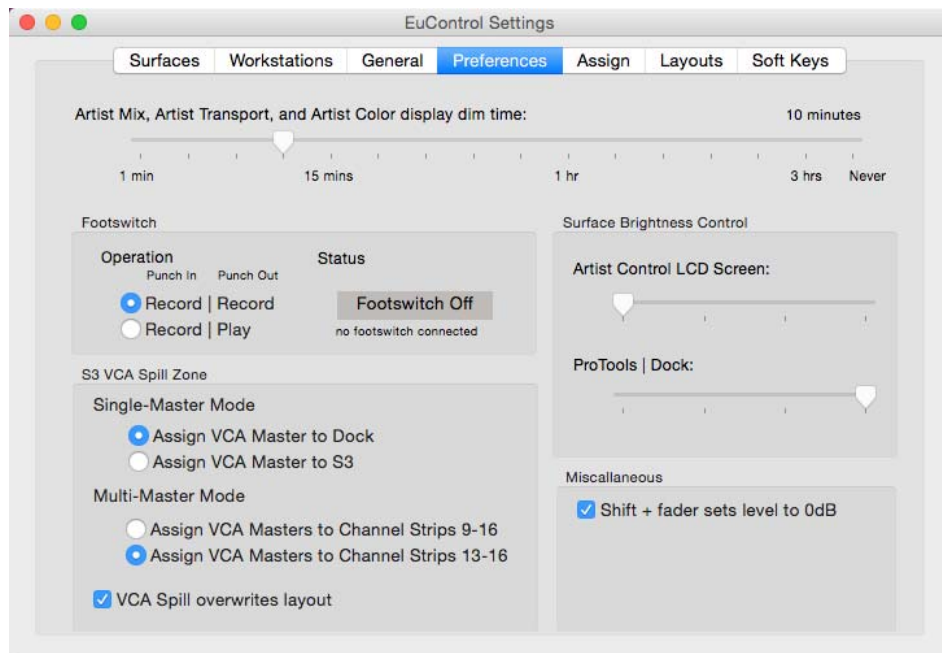 EuControl Settings
Surfaces Workstations General Preferences Assign Layouts Soft Keys
Artist Mix, Artist Transport, and Artist Color display dim time: 10 minutes
1 min 15 mins 1 hr 3 hrs Never
Footswitch
Operation Status
Punch In Punch Out
Record | Record Footswitch Off
Record | Play no footswitch connected
Surface Brightness Control
Artist Control LCD Screen:
ProTools | Dock:
S3 VCA Spill Zone
Single-Master Mode
Assign VCA Master to Dock
Assign VCA Master to S3
Multi-Master Mode
Assign VCA Masters to Channel Strips 9-16
Assign VCA Masters to Channel Strips 13-16
VCA Spill overwrites layout
Miscallaneous
Shift + fader sets level to 0dB